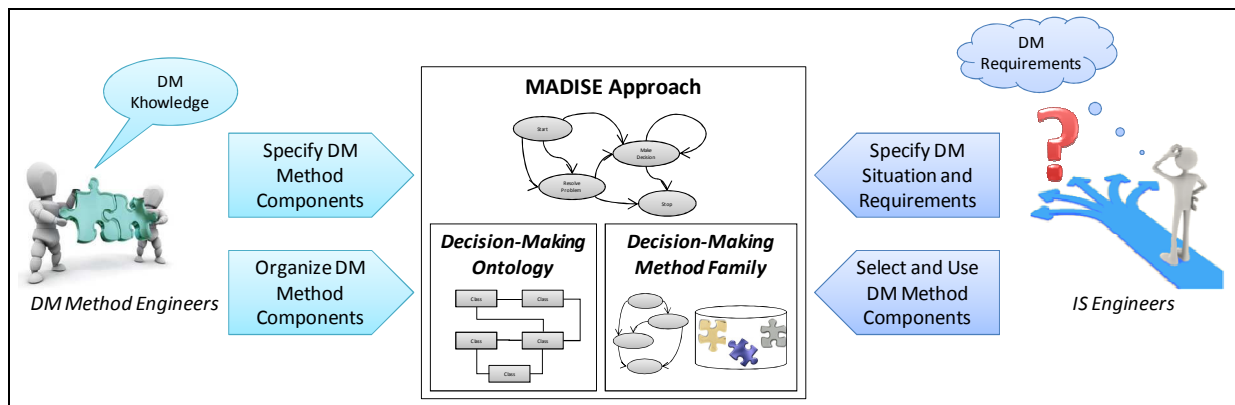 DM
Khowledge
DM Method Engineers
Specify DM
Method
Components
Organize DM
Method
Components
MADISE Approach
Start
Make
Decision
Resolve
Problem
Stop
Decision-Making
Ontology
Class
Class
Class
Class
Class
Decision-Making
Method Family
Specify DM
Situation and
Requirements
Select and Use
DM Method
Components
DM
Requirements
?
IS Engineers